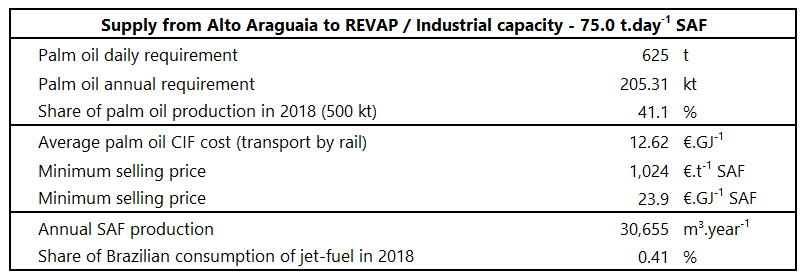 Supply from Alto Araguaia to REVAP / Industrial capacity - 75.0 t.day⁻¹ SAF
Palm oil daily requirement 625 t
Palm oil annual requirement 205.31 kt
Share of palm oil production in 2018 (500 kt) 41.1 %
Average palm oil CIF cost (transport by rail) 12.62 €.GJ⁻¹
Minimum selling price 1,024 €.t⁻¹ SAF
Minimum selling price 23.9 €.GJ⁻¹ SAF
Annual SAF production 30,655 m³.year⁻¹
Share of Brazilian consumption of jet-fuel in 2018 0.41 %